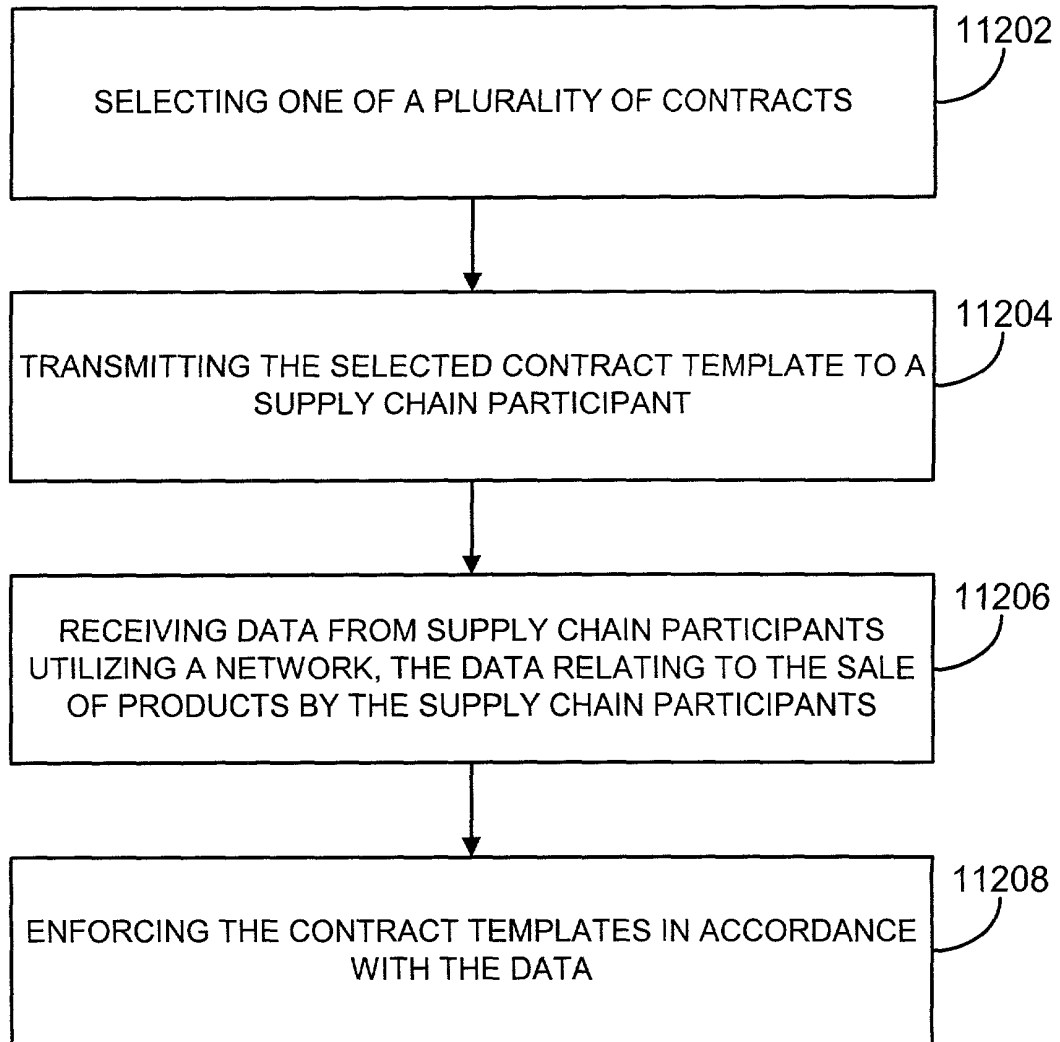 11202
SELECTING ONE OF A PLURALITY OF CONTRACTS
11204
TRANSMITTING THE SELECTED CONTRACT TEMPLATE TO A
SUPPLY CHAIN PARTICIPANT
11206
RECEIVING DATA FROM SUPPLY CHAIN PARTICIPANTS
UTILIZING A NETWORK, THE DATA RELATING TO THE SALE
OF PRODUCTS BY THE SUPPLY CHAIN PARTICIPANTS
11208
ENFORCING THE CONTRACT TEMPLATES IN ACCORDANCE
WITH THE DATA